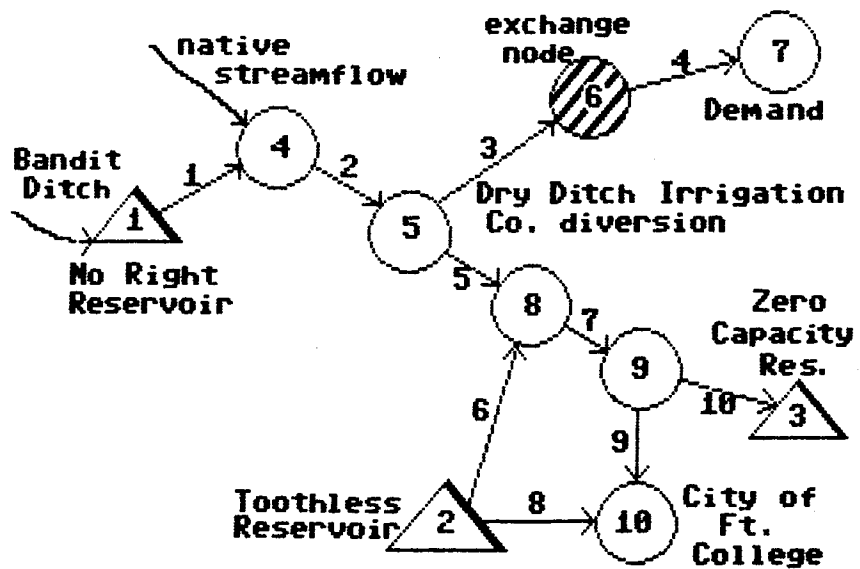 exchange
node
6
4
7
Demand
native
streamflow
4
Bandit
Ditch
1
1
2
3
Dry Ditch Irrigation
Co. diversion
5
No Right
Reservoir
5
8
7
9
Zero
Capacity
Res.
10
3
6
9
Toothless
Reservoir
2
8
10
City of
Ft.
College